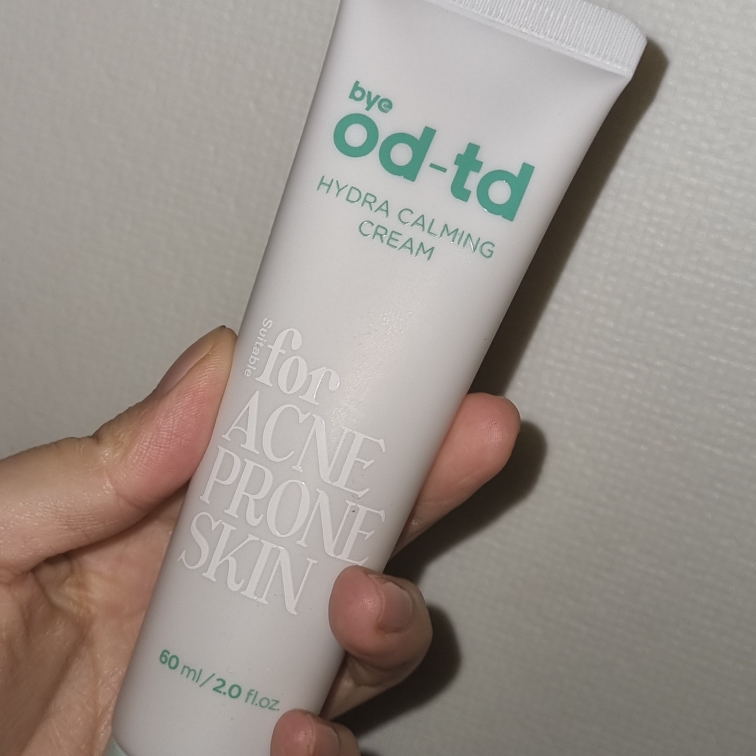 bye
od-td
HYDRA CALMING
CREAM
Suitable
for
ACNE
PRONE
SKIN
60 ml/2.0 fl.oz.